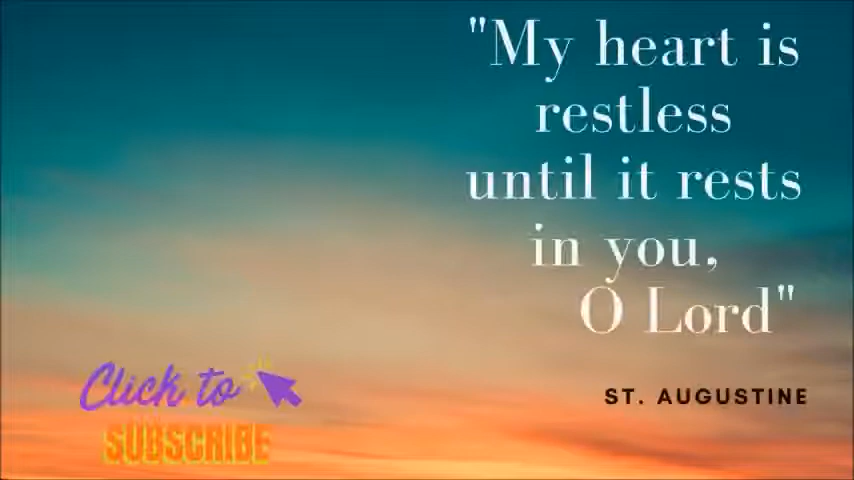 "My heart is
restless
until it rests
in you,
O Lord"
ST. AUGUSTINE
Click to
SUBSCRIBE